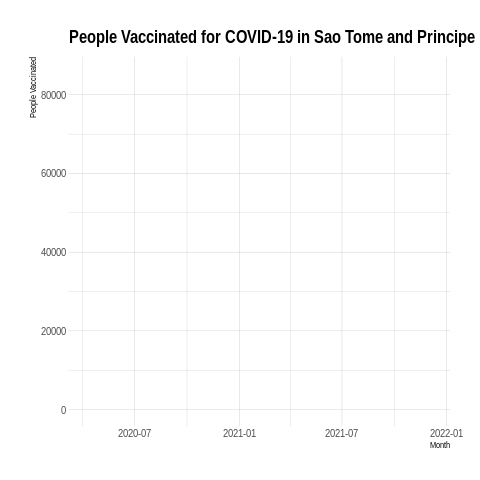 People Vaccinated for COVID-19 in Sao Tome and Principe
People Vaccinated
80000
60000
40000
20000
0
2020-07 2021-01 2021-07 2022-01
Month